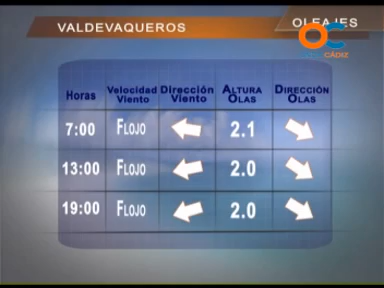 VALDEVAQUEROS
OLEAJES
OC
CÁDIZ
Horas Velocidad Viento Dirección Viento ALTURA OLAS DIRECCIÓN OLAS
7:00 FLOJO 2.1
13:00 FLOJO 2.0
19:00 FLOJO 2.0